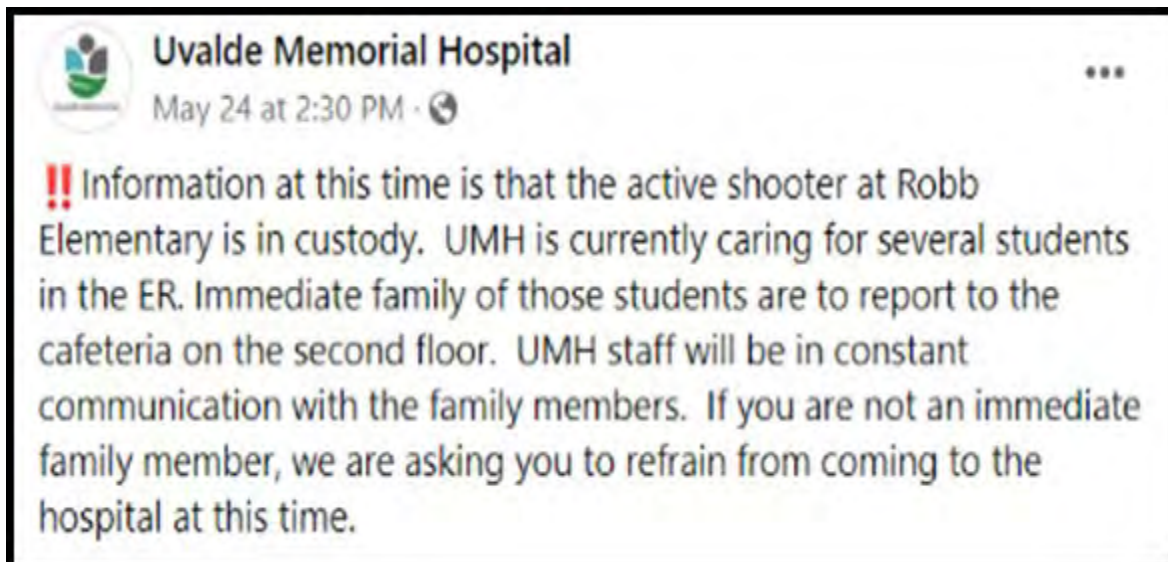 Uvalde Memorial Hospital
May 24 at 2:30 PM ·
‼️Information at this time is that the active shooter at Robb
Elementary is in custody.  UMH is currently caring for several students
in the ER. Immediate family of those students are to report to the
cafeteria on the second floor.  UMH staff will be in constant
communication with the family members.  If you are not an immediate
family member, we are asking you to refrain from coming to the
hospital at this time.